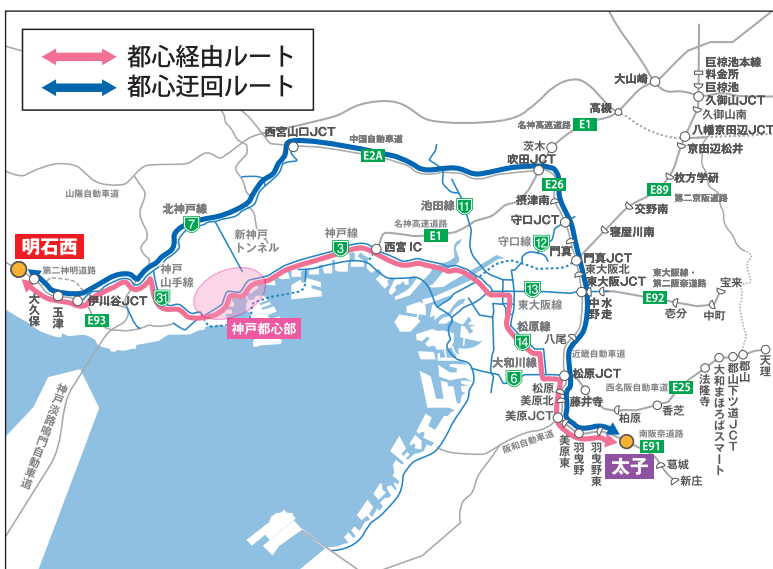 都心経由ルート
都心迂回ルート
大山崎
巨椋池本線
料金所
巨椋池
久御山JCT
久御山南
高槻
名神高速道路
E1
八幡京田辺JCT
西宮山口JCT
中国自動車道
E2A
茨木
吹田JCT
京田辺松井
E26
枚方学研
E89
第二京阪道路
山陽自動車道
摂津南
池田線
11
交野南
北神戸線
7
守口JCT
新神戸
トンネル
神戸線
3
名神高速道路
E1
守口線
12
寝屋川南
明石西
西宮IC
門真
門真JCT
第二神明道路
神戸
山手線
31
東大阪北
東大阪JCT
東大阪線・
第二阪奈道路
宝来
大久保
玉津
伊川谷JCT
E93
13
東大阪線
中野
水走
E92
壱分
中町
神戸都心部
松原線
14
八尾
近畿自動車道
大和川線
6
松原JCT
西名阪自動車道
E25
法隆寺
大和まほろばスマート
郡山下ツ道JCT
郡山
天理
神戸淡路鳴門自動車道
松原
美原北
藤井寺
柏原
香芝
美原JCT
阪和自動車道
美原東
羽曳野
羽曳野東
南阪奈道路
E91
太子
葛城
新庄